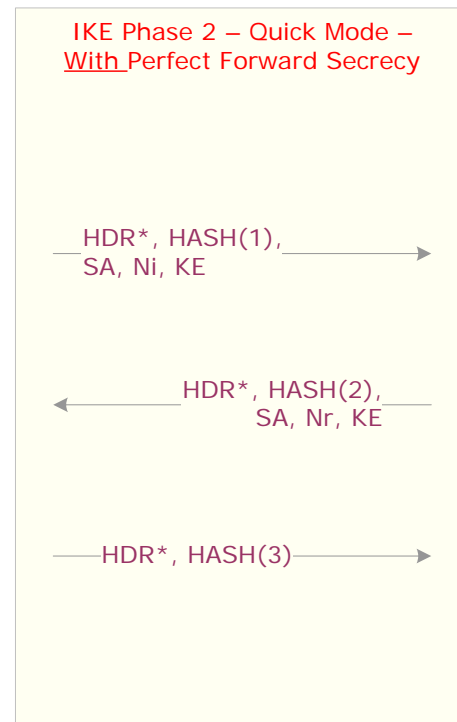 IKE Phase 2 – Quick Mode –
With Perfect Forward Secrecy
HDR*, HASH(1),
SA, Ni, KE
HDR*, HASH(2),
SA, Nr, KE
HDR*, HASH(3)